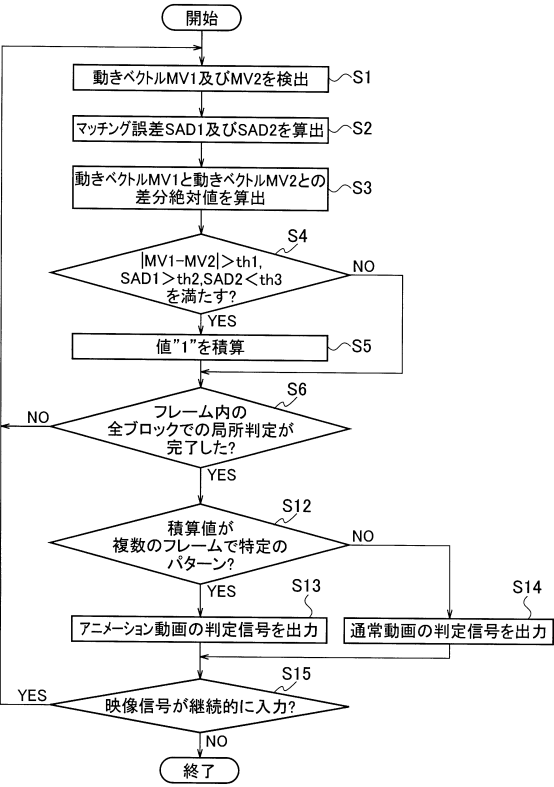 開始
動きベクトルMV1及びMV2を検出
S1
マッチング誤差SAD1及びSAD2を算出
S2
動きベクトルMV1と動きベクトルMV2との
差分絶対値を算出
S3
S4
|MV1-MV2|>th1,
SAD1>th2,SAD2<th3
を満たす?
NO
YES
値"1"を積算
S5
S6
フレーム内の
全ブロックでの局所判定が
完了した?
NO
YES
S12
積算値が
複数のフレームで特定の
パターン?
NO
YES
S13
アニメーション動画の判定信号を出力
S14
通常動画の判定信号を出力
S15
映像信号が継続的に入力?
YES
NO
終了